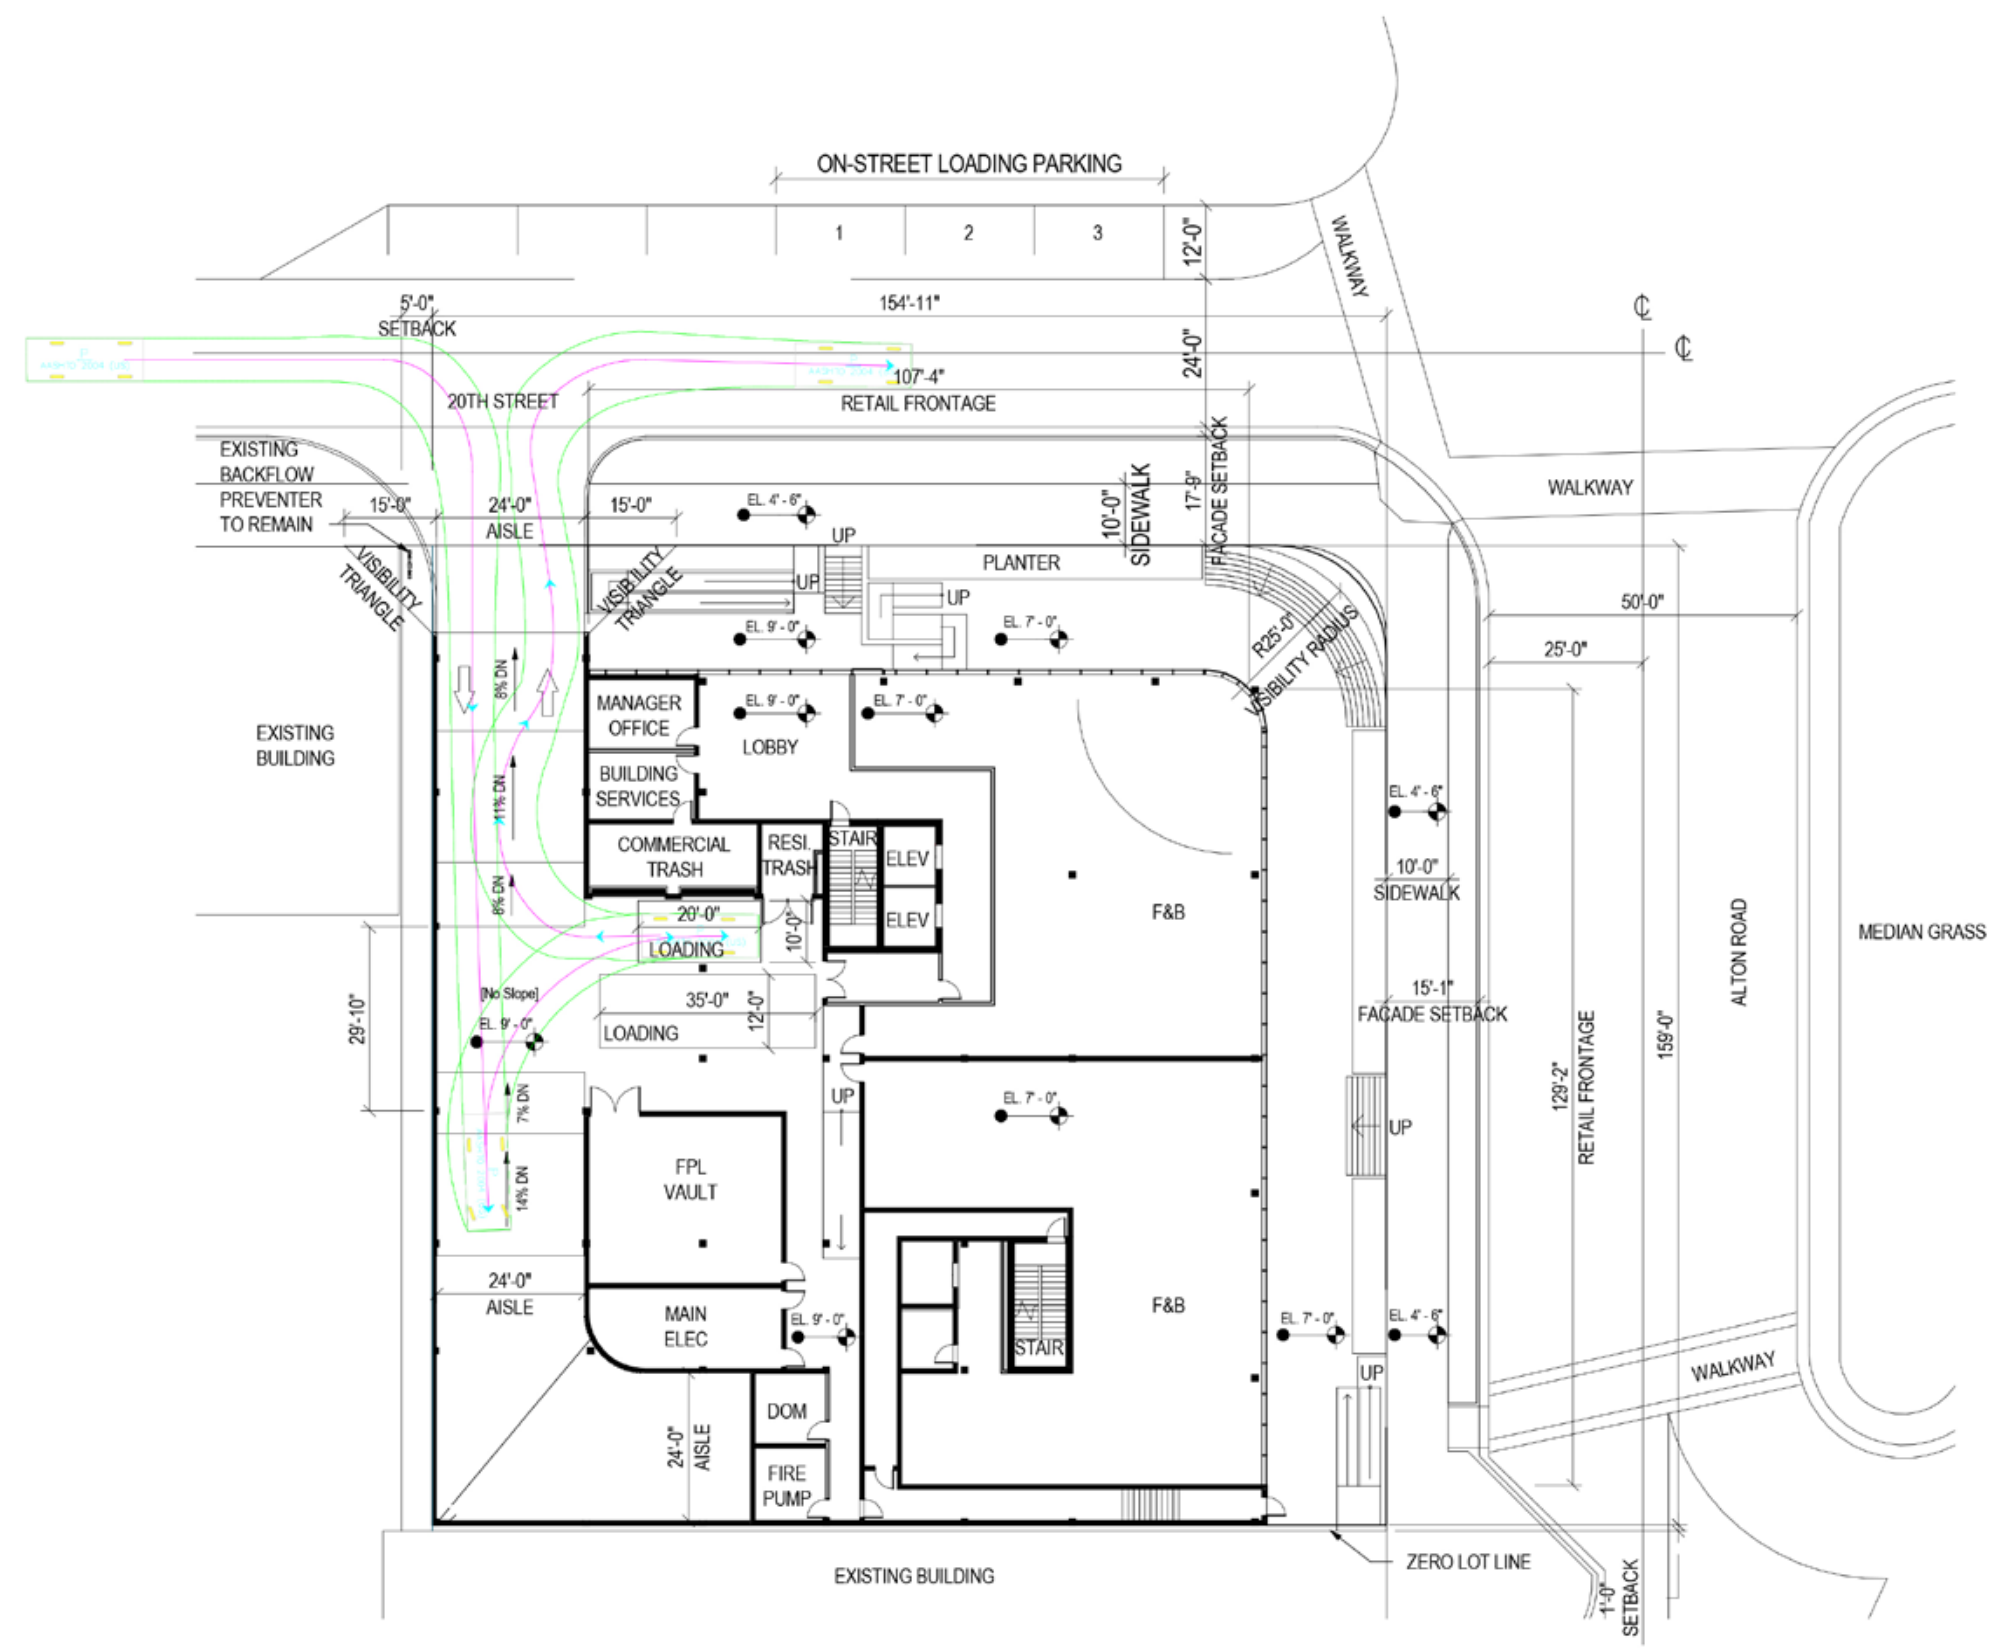 ON-STREET LOADING PARKING
1
2
3
12'-0"
WALKWAY
5'-0"
SETBACK
154'-11"
24'-0"
℄
℄
AASHTO 2004 (US)
AASHTO 2004 (US)
107'-4"
RETAIL FRONTAGE
20TH STREET
EXISTING
BACKFLOW
PREVENTER
TO REMAIN
15'-0"
24'-0"
AISLE
15'-0"
EL. 4'-6"
10'-0"
SIDEWALK
17'-9"
FACADE SETBACK
WALKWAY
VISIBILITY
TRIANGLE
VISIBILITY
TRIANGLE
UP
UP
UP
PLANTER
EL. 9'-0"
EL. 7'-0"
R25'-0"
VISIBILITY RADIUS
50'-0"
25'-0"
EXISTING
BUILDING
8% DN
11% DN
8% DN
MANAGER
OFFICE
EL. 9'-0"
LOBBY
EL. 7'-0"
BUILDING
SERVICES
COMMERCIAL
TRASH
RESI.
TRASH
STAIR
ELEV
ELEV
F&B
EL. 4'-6"
10'-0"
SIDEWALK
ALTON ROAD
MEDIAN GRASS
20'-0"
LOADING
10'-0"
35'-0"
LOADING
12'-0"
[No Slope]
EL. 9'-0"
29'-10"
15'-1"
FACADE SETBACK
129'-2"
RETAIL FRONTAGE
159'-0"
7% DN
14% DN
UP
EL. 7'-0"
UP
FPL
VAULT
24'-0"
AISLE
MAIN
ELEC
EL. 9'-0"
F&B
STAIR
EL. 7'-0"
EL. 4'-6"
UP
WALKWAY
24'-0"
AISLE
DOM
FIRE
PUMP
EXISTING BUILDING
ZERO LOT LINE
1'-0"
SETBACK